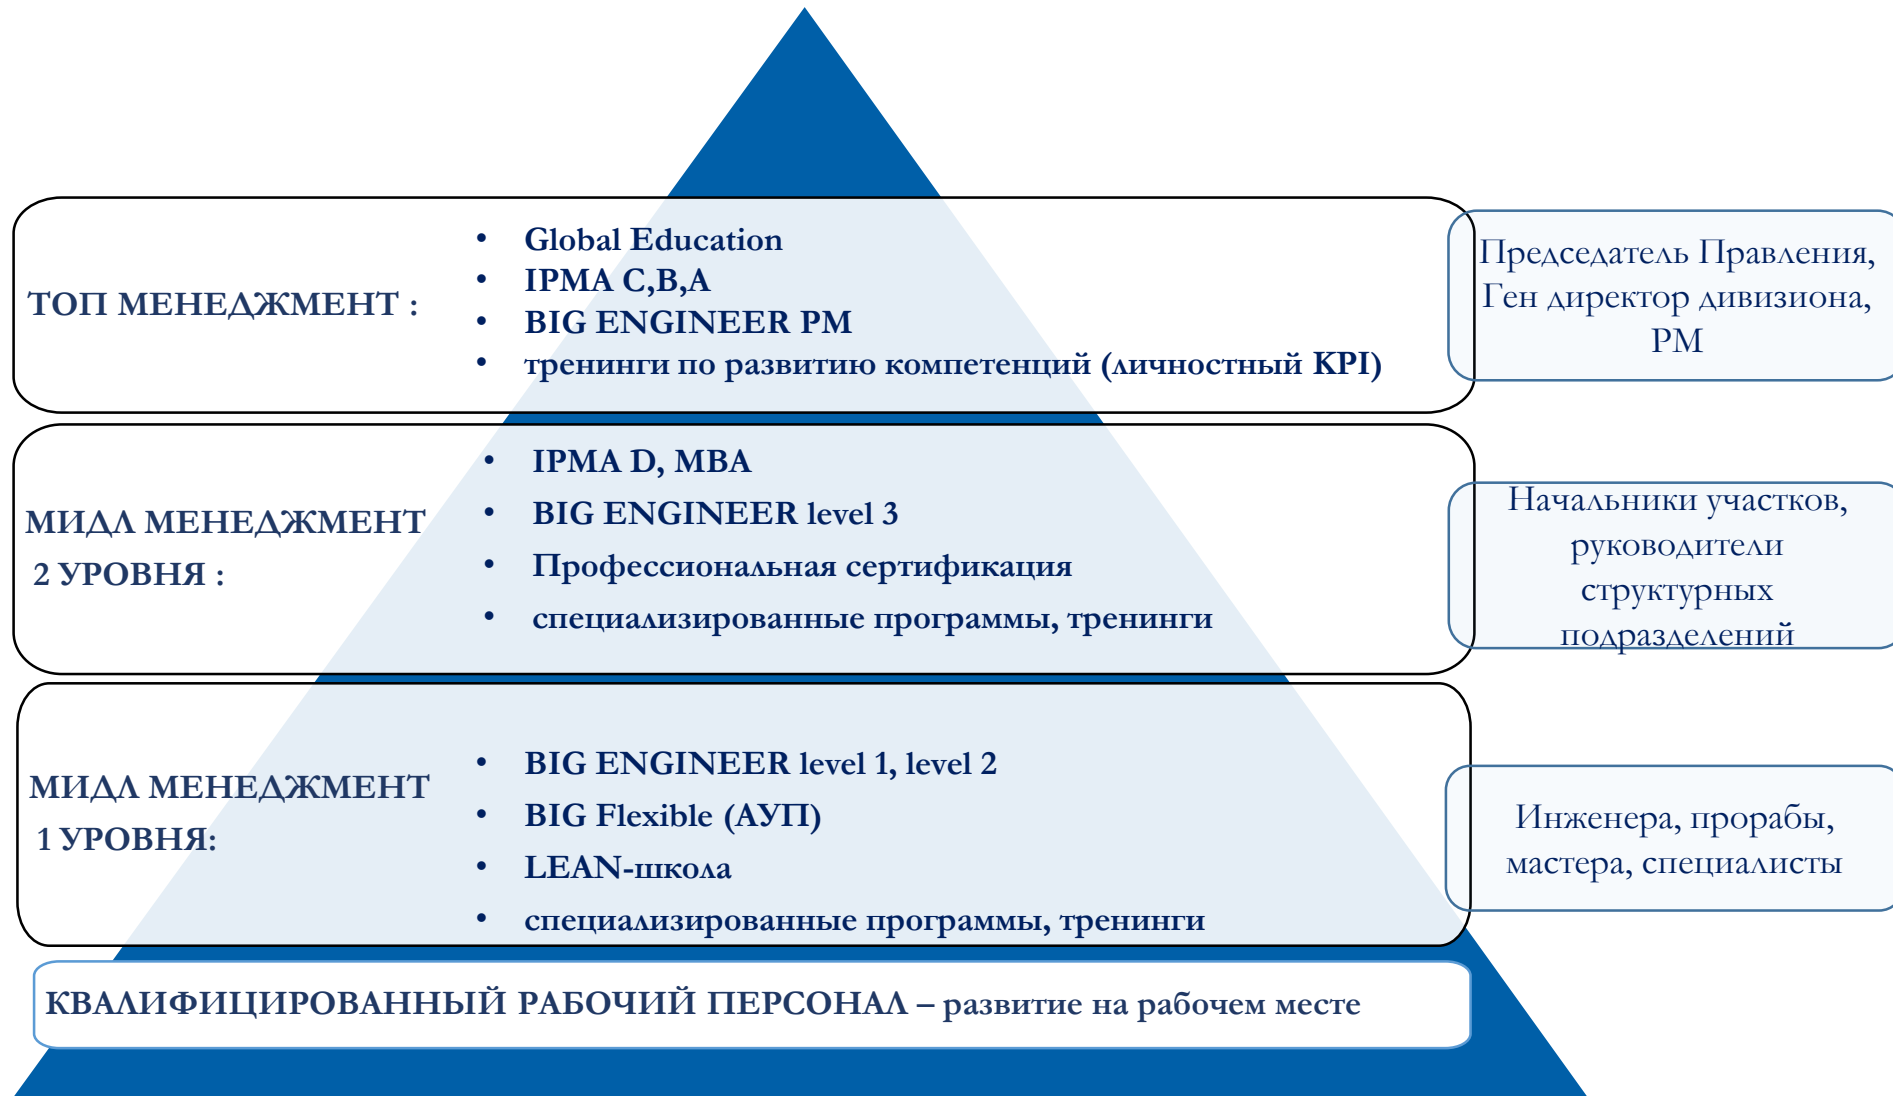 ТОП МЕНЕДЖМЕНТ :
• Global Education
• IPMA C,B,A
• BIG ENGINEER PM
• тренинги по развитию компетенций (личностный KPI)
Председатель Правления,
Ген директор дивизиона,
PM
МИДЛ МЕНЕДЖМЕНТ
2 УРОВНЯ :
• IPMA D, MBA
• BIG ENGINEER level 3
• Профессиональная сертификация
• специализированные программы, тренинги
Начальники участков,
руководители
структурных
подразделений
МИДЛ МЕНЕДЖМЕНТ
1 УРОВНЯ:
• BIG ENGINEER level 1, level 2
• BIG Flexible (АУП)
• LEAN-школа
• специализированные программы, тренинги
Инженера, прорабы,
мастера, специалисты
КВАЛИФИЦИРОВАННЫЙ РАБОЧИЙ ПЕРСОНАЛ – развитие на рабочем месте